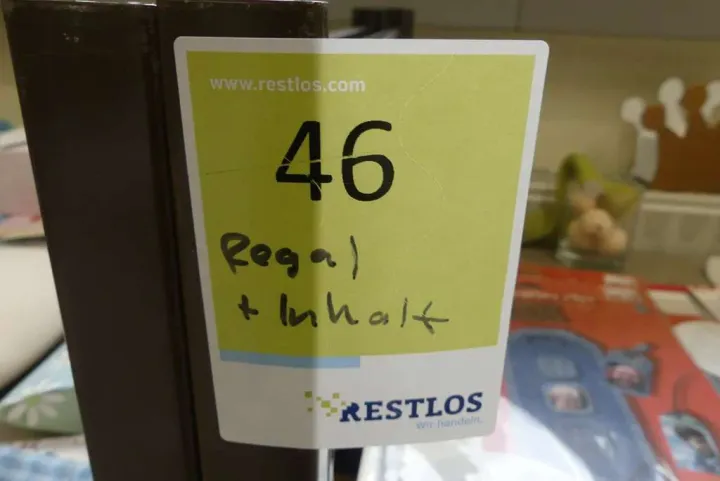 www.restlos.com
46
Regal
+ Inhalt
RESTLOS
Wir handeln.